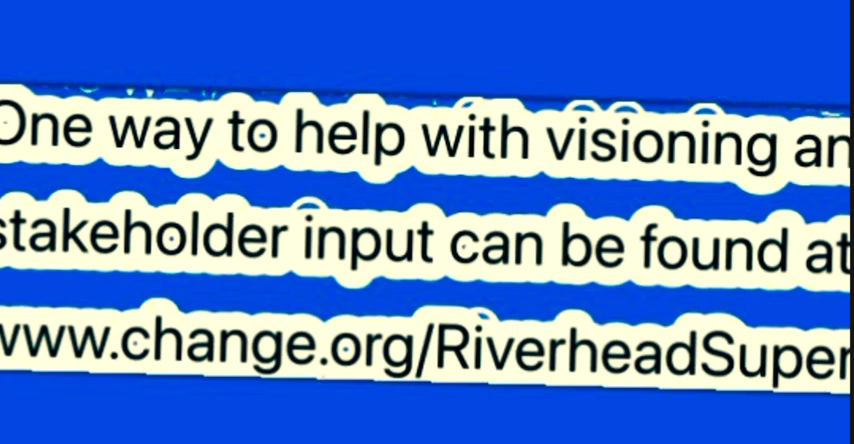 One way to help with visioning an
stakeholder input can be found at
www.change.org/RiverheadSuper